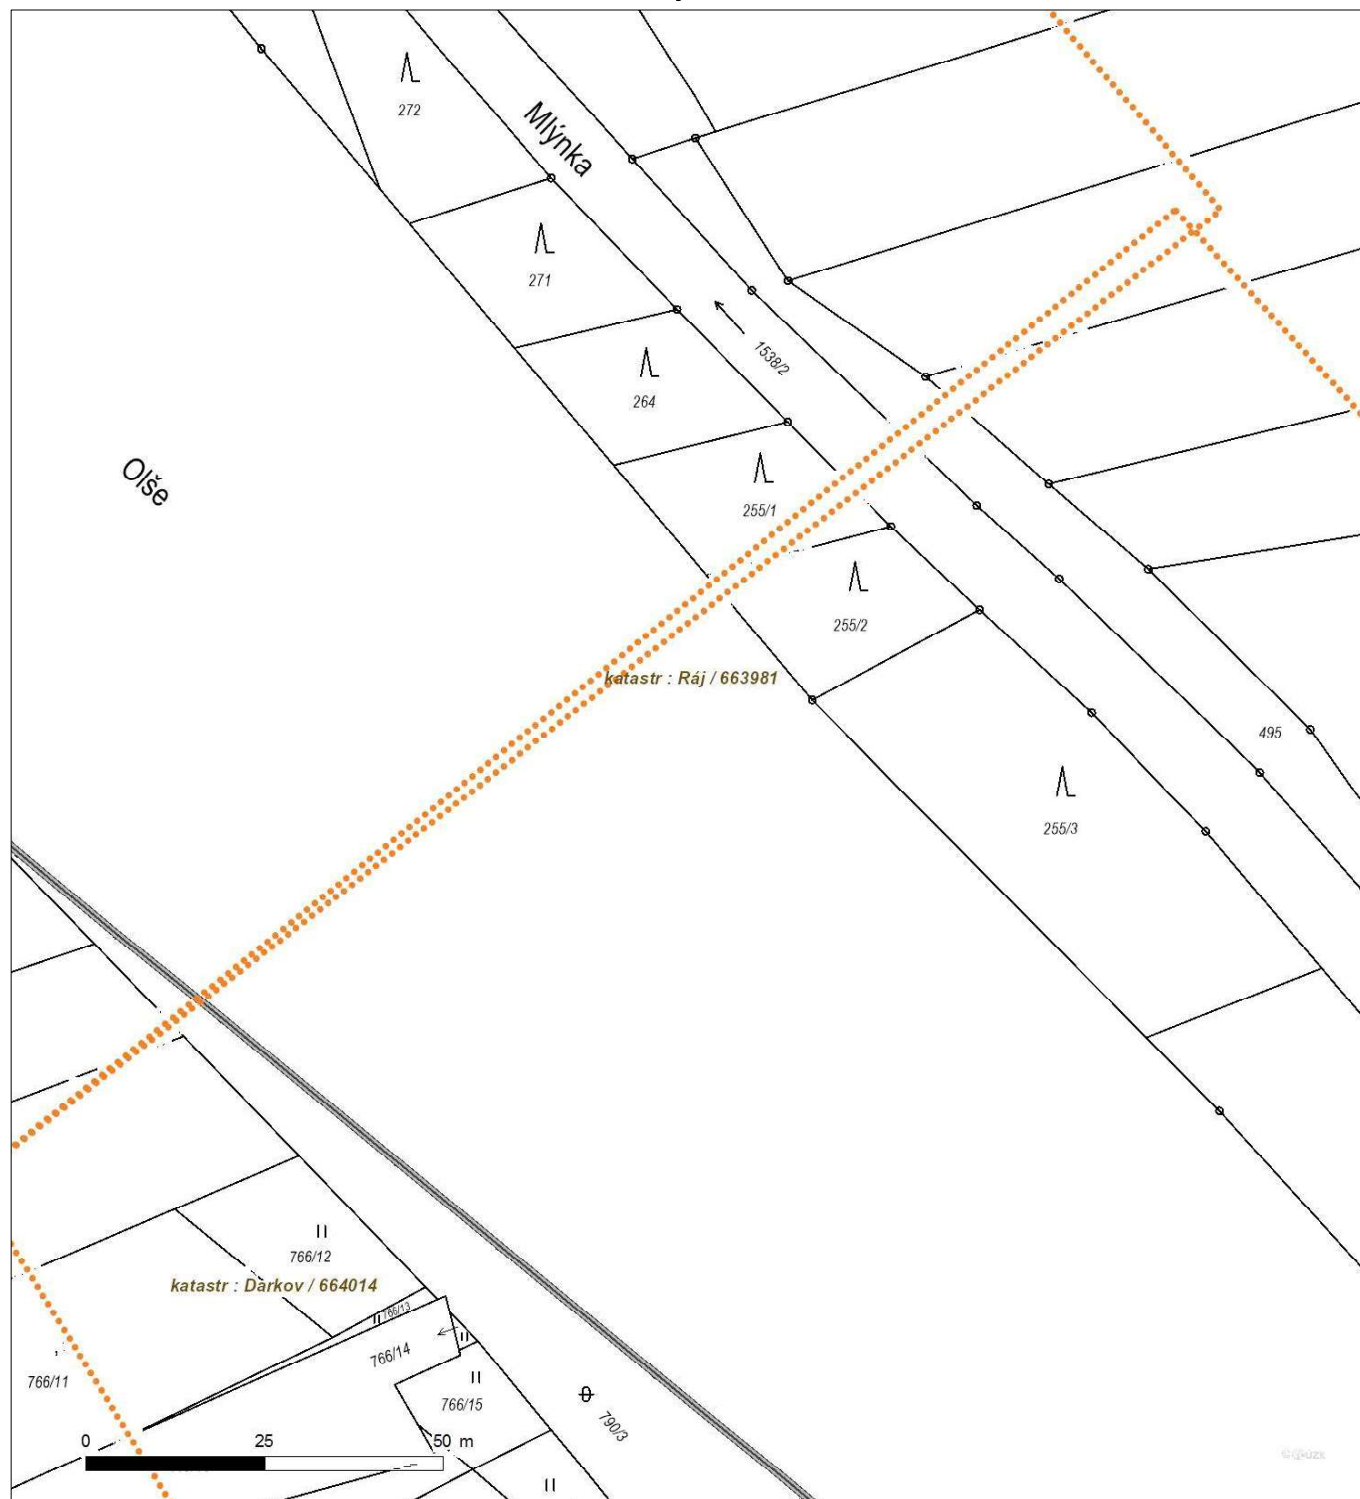 272
Mlýnka
271
1538/2
264
Olše
255/1
255/2
katastr : Ráj / 663981
495
255/3
766/12
katastr : Darkov / 664014
766/13
766/14
766/11
766/15
790/3
0 25 50 m